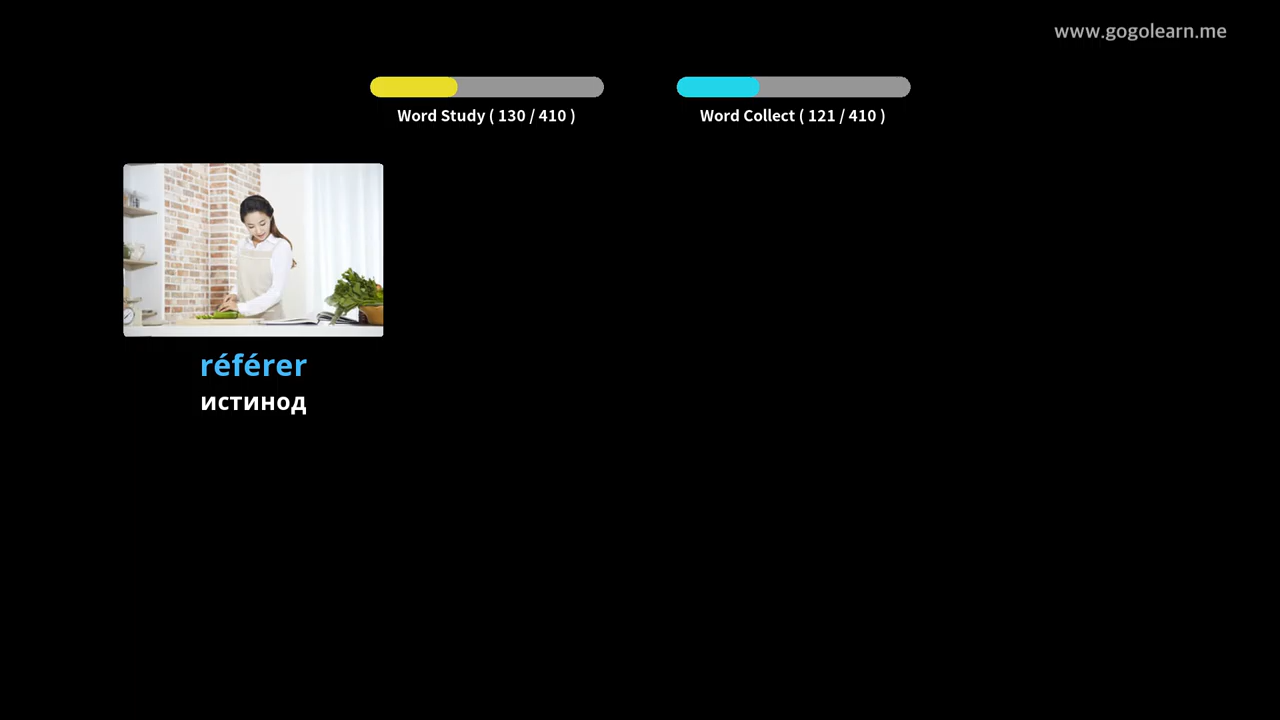 www.gogolearn.me
Word Study ( 130 / 410 )
Word Collect ( 121 / 410 )
référer
истинод